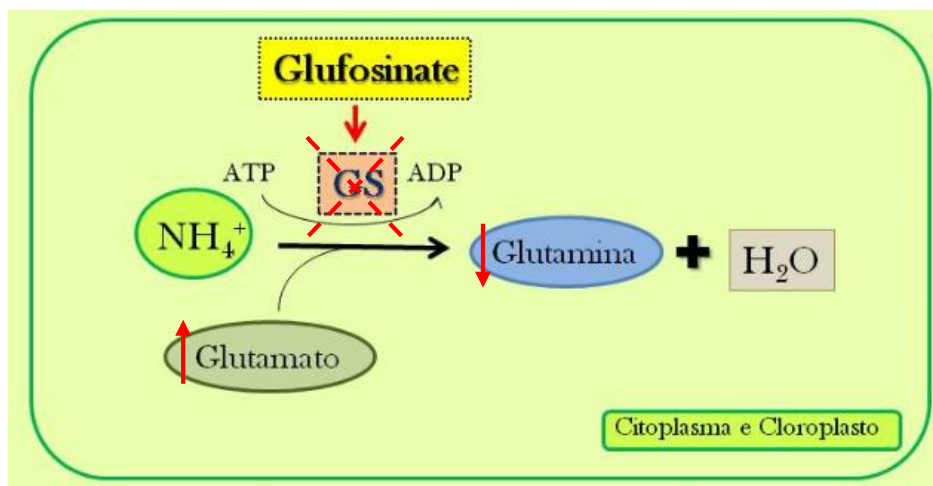 Glufosinate
ATP
GS
ADP
NH₄⁺
Glutamina
+
H₂O
Glutamato
Citoplasma e Cloroplasto